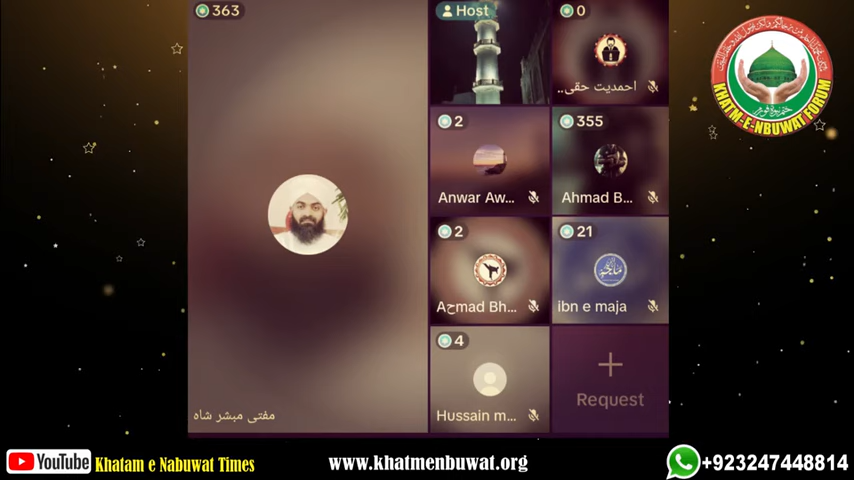 363
Host
0
احمدیت حقی..
2
Anwar Aw...
355
Ahmad B...
2
Aحmad Bh...
21
ibn e maja
4
Hussain m...
+
Request
مفتی مبشر شاہ
KHATM-E-NBUWAT FORUM
YouTube Khatam e Nabuwat Times
www.khatmenbuwat.org
+923247448814